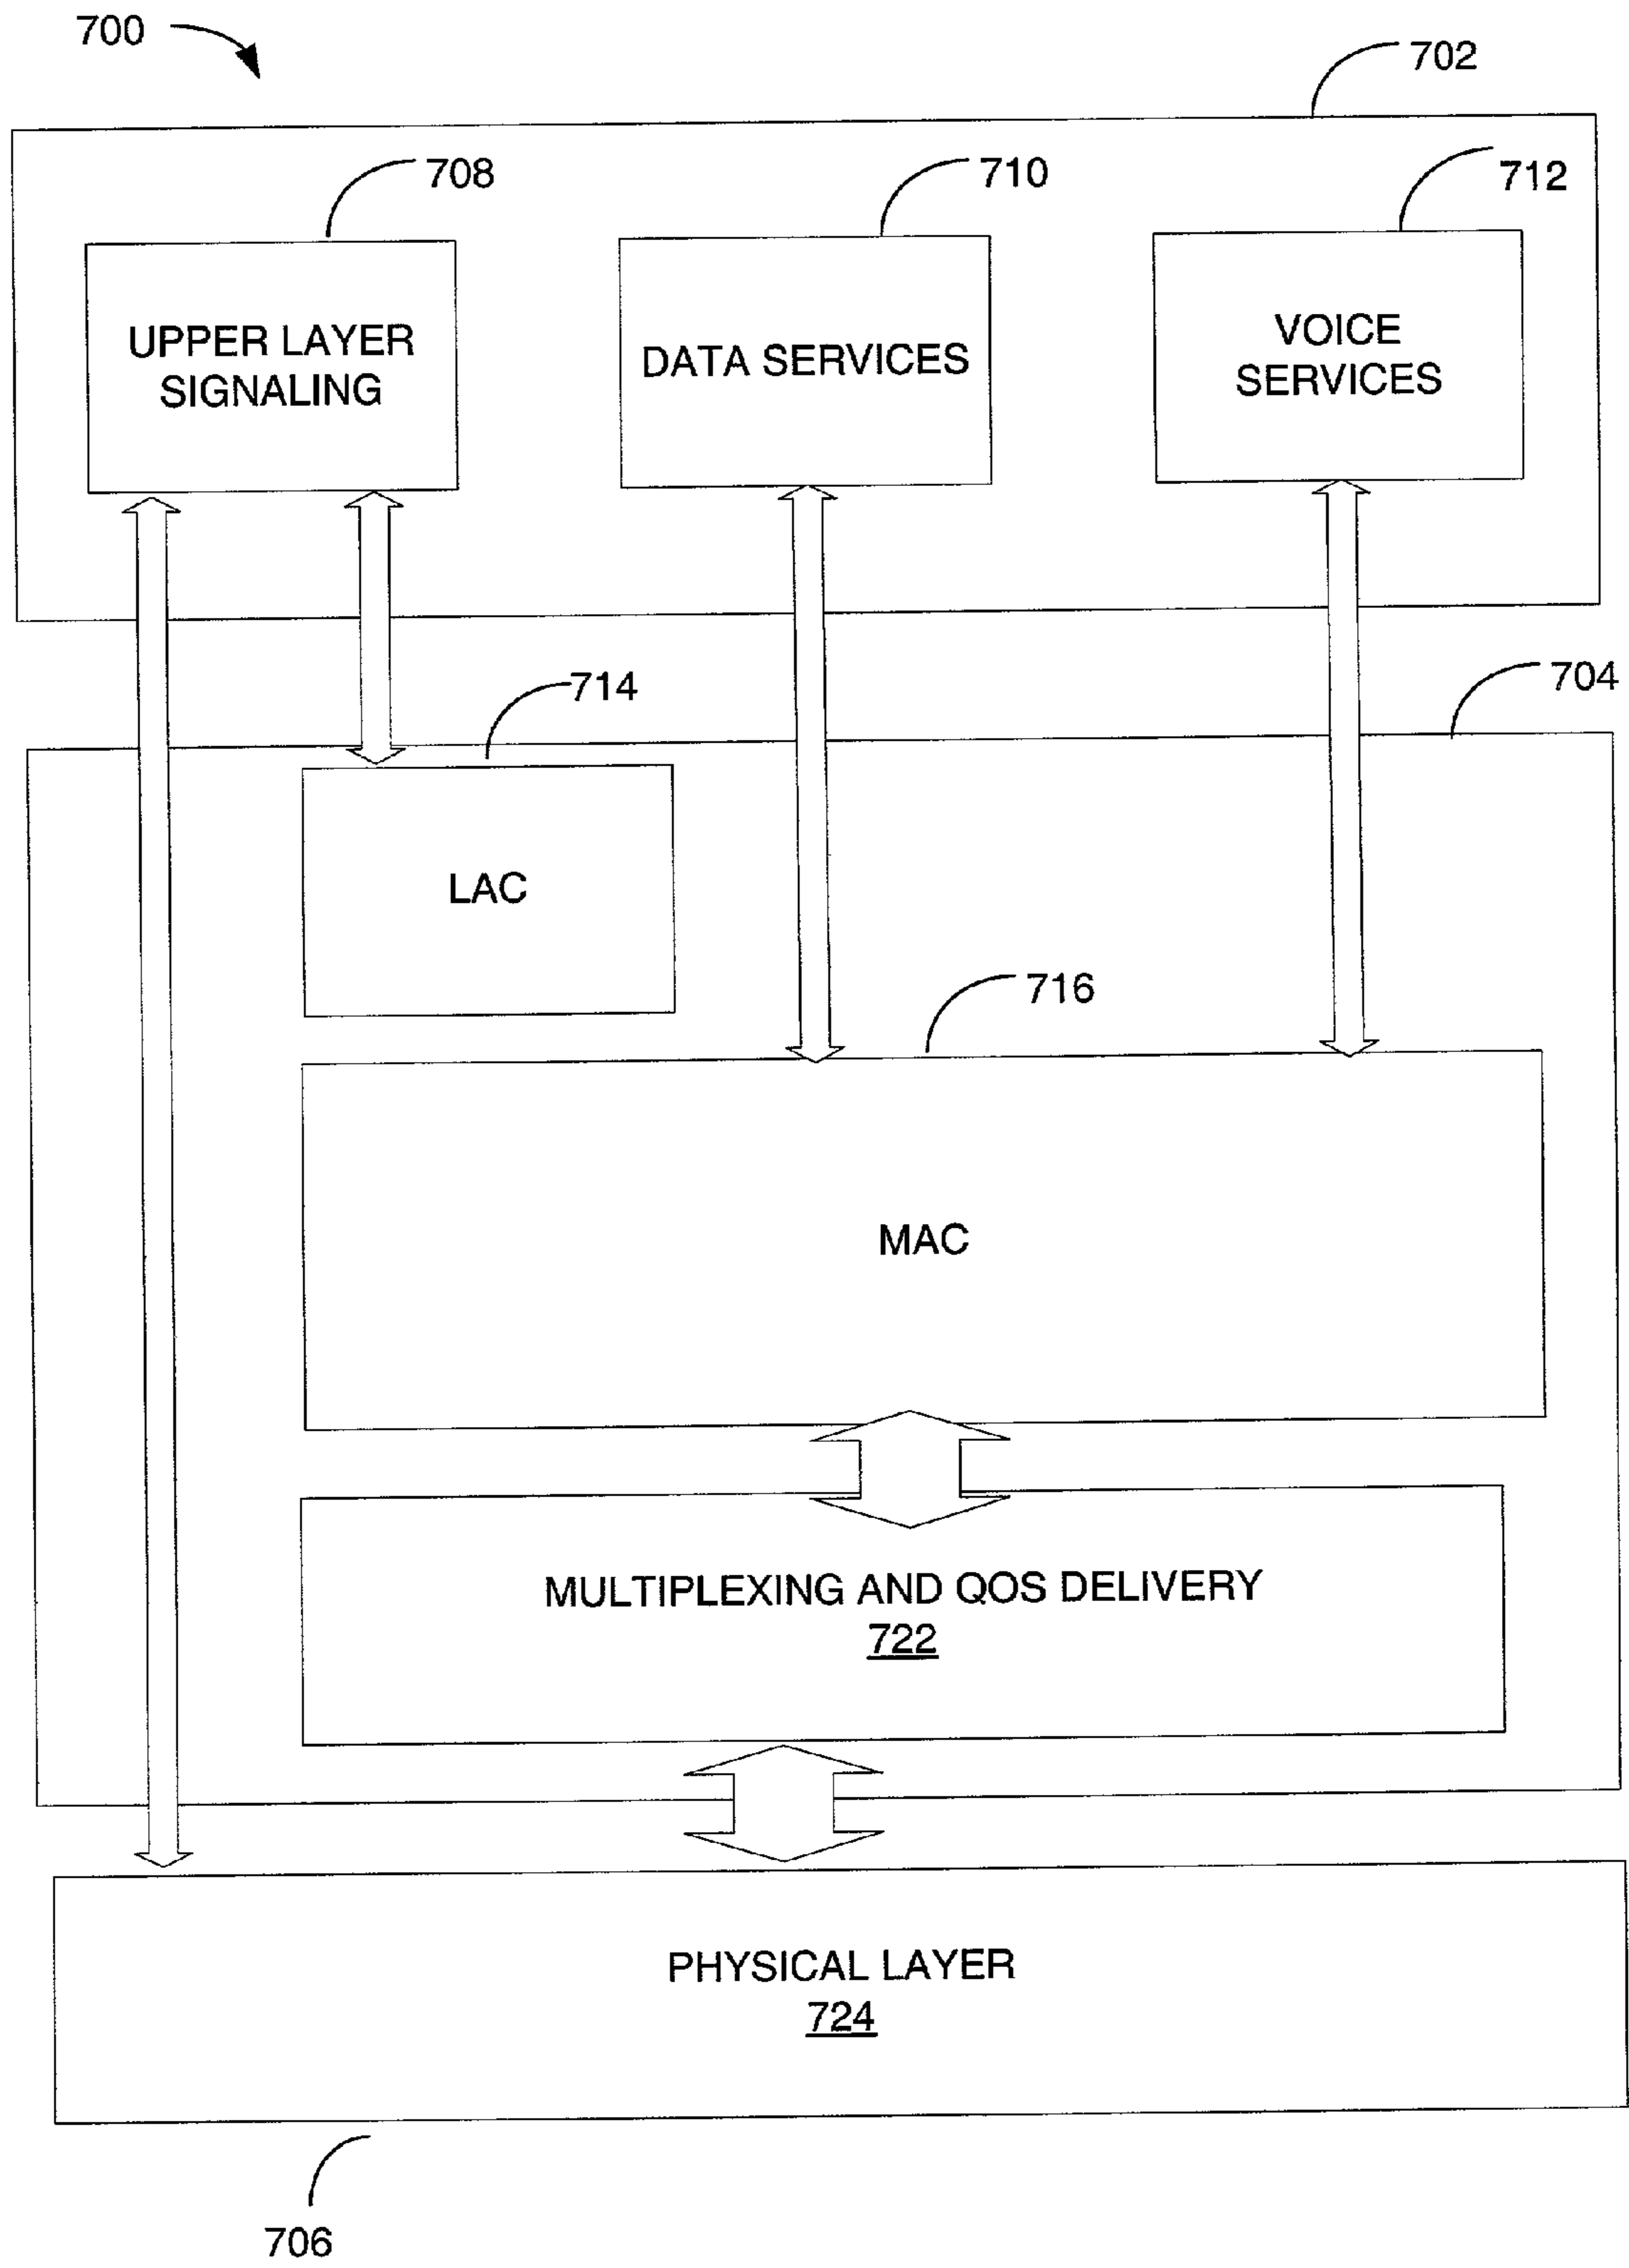 700
702
708
710
712
UPPER LAYER
SIGNALING
DATA SERVICES
VOICE
SERVICES
714
704
LAC
716
MAC
MULTIPLEXING AND QOS DELIVERY
722
PHYSICAL LAYER
724
706